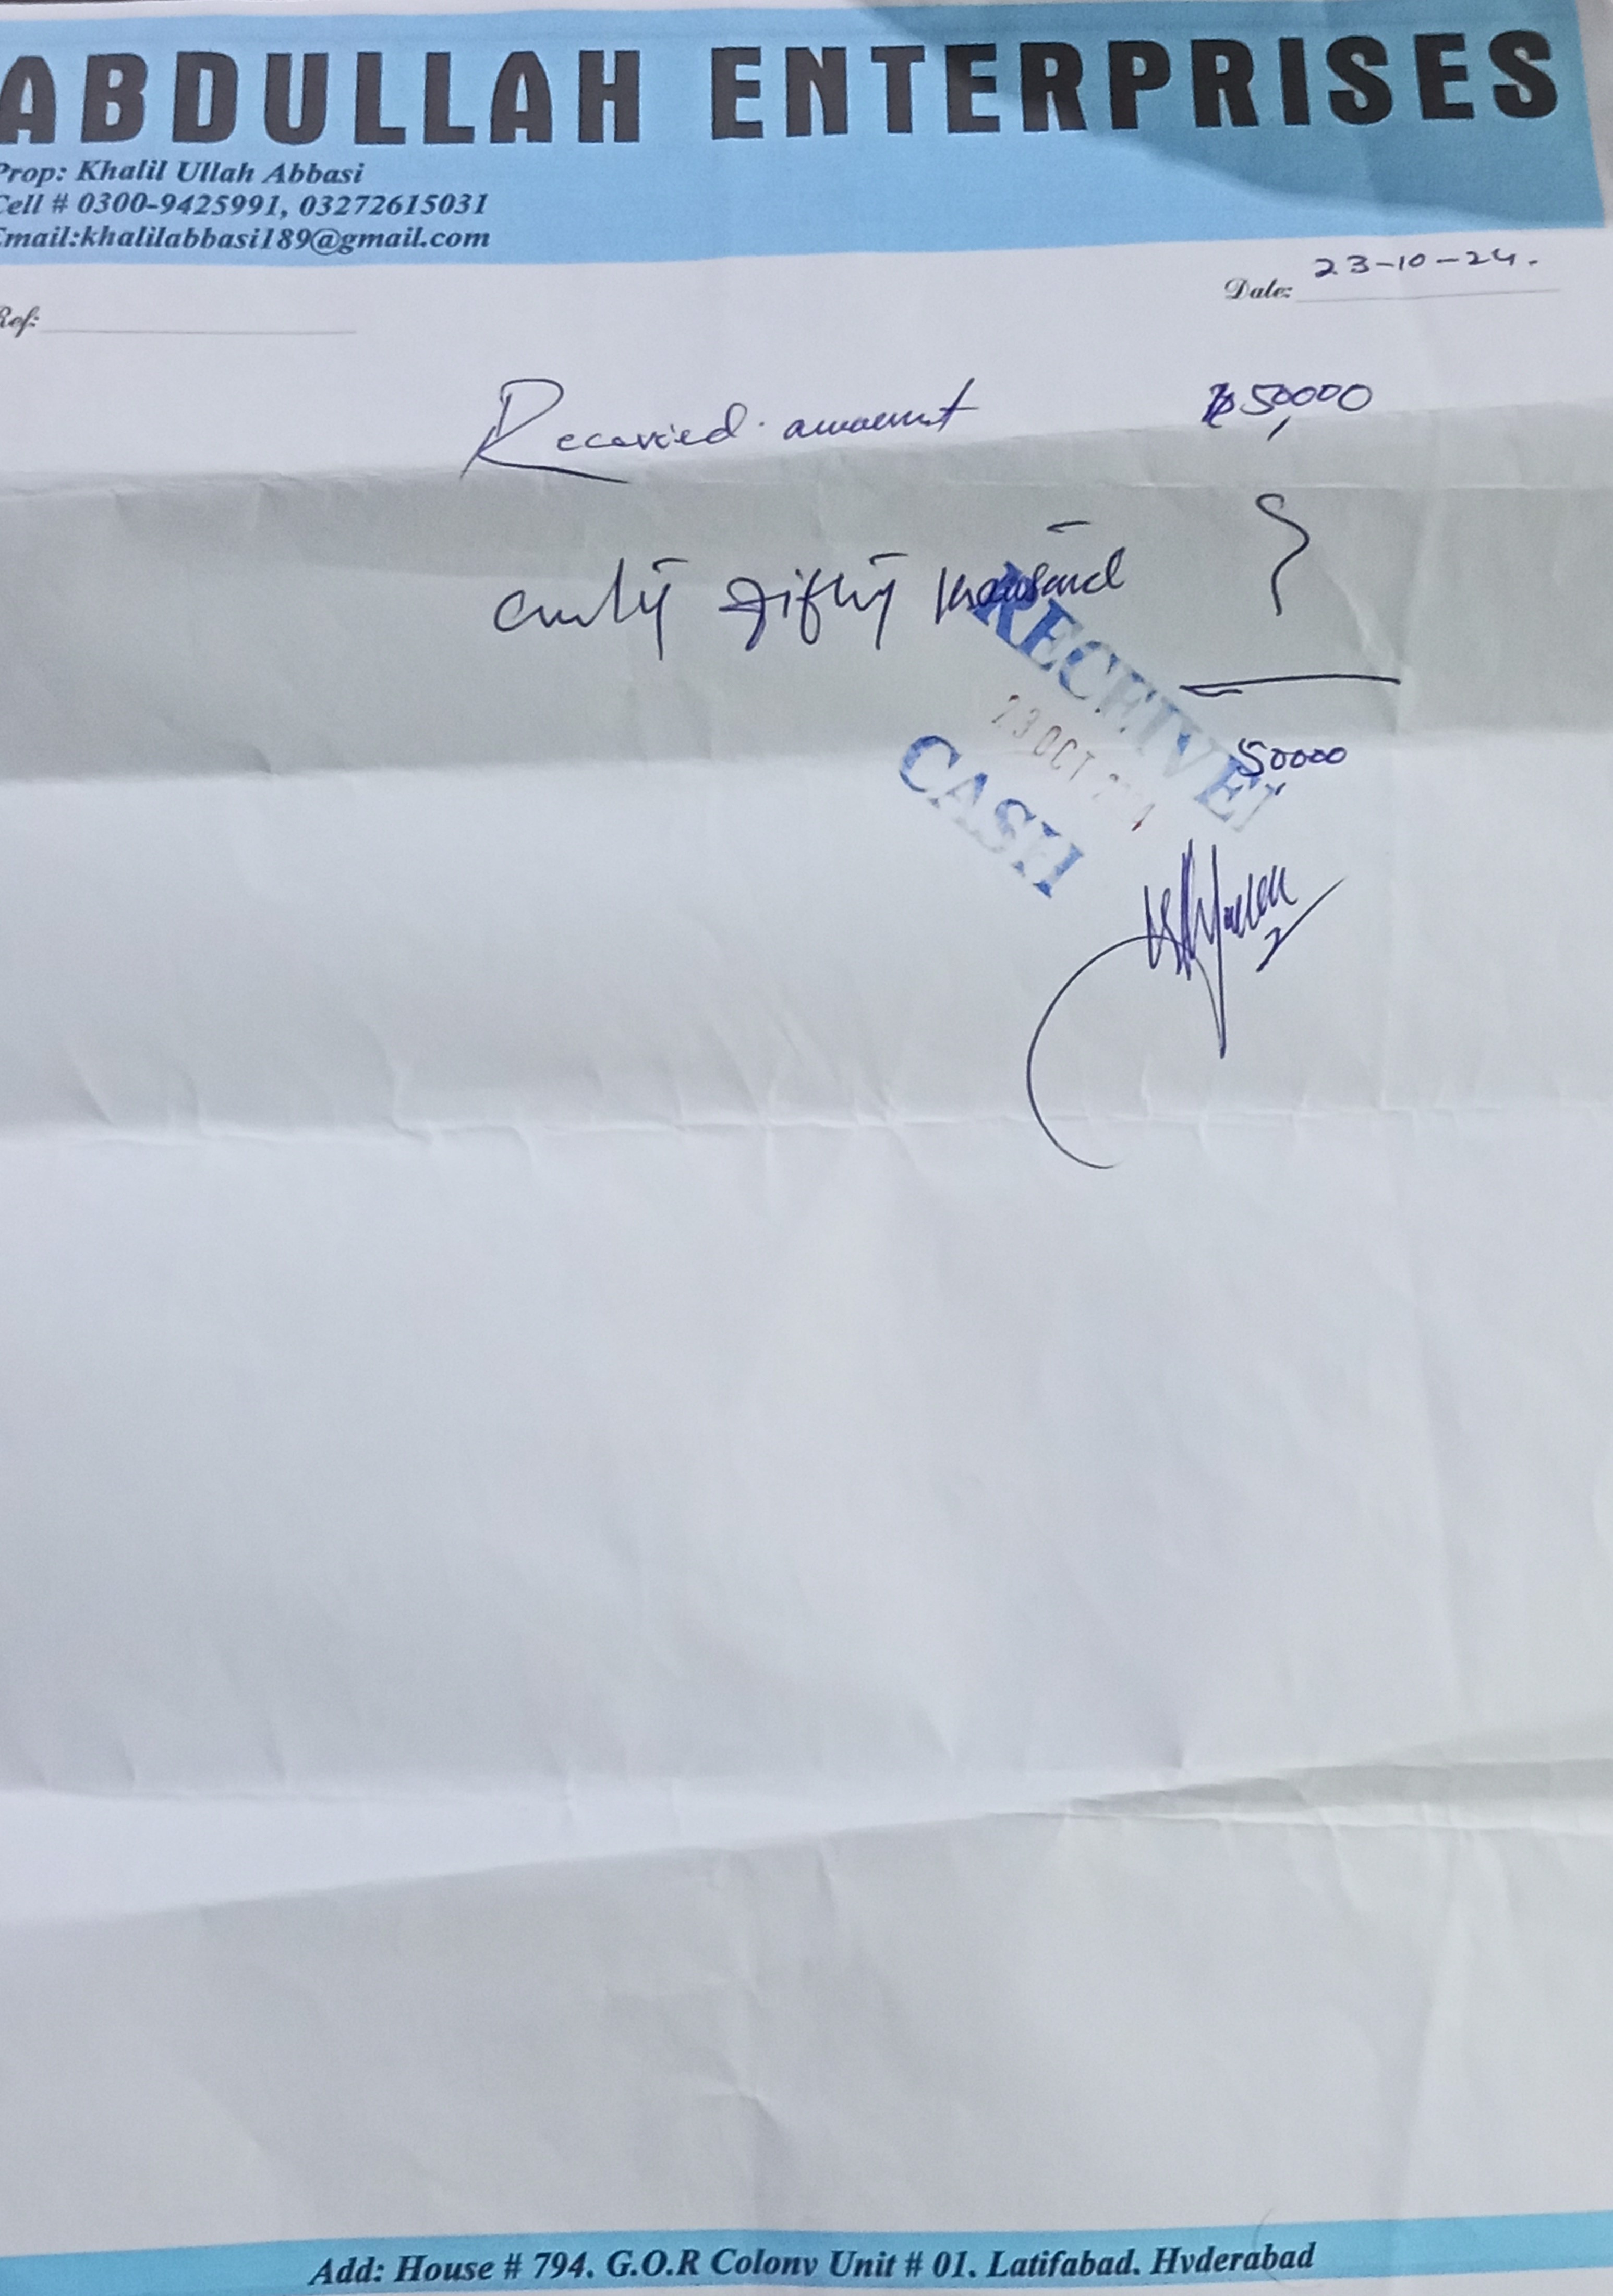 ABDULLAH ENTERPRISES
Prop: Khalil Ullah Abbasi
Cell # 0300-9425991, 03272615031
Email:khalilabbasi189@gmail.com
Date: 23-10-24.
Ref:
Received amount 50,000
only fifty thousand
RECEIVED
23 OCT 2024
CASH
50,000
Add: House # 794. G.O.R Colony Unit # 01. Latifabad. Hyderabad